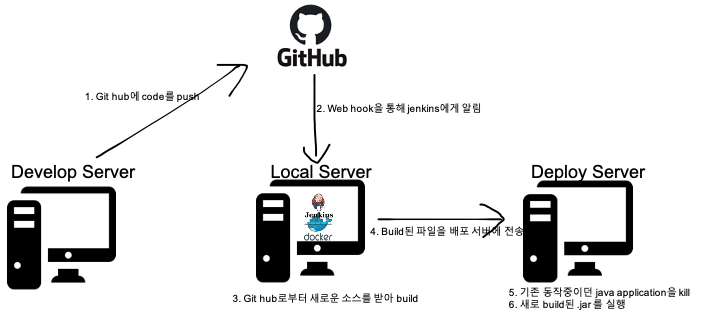 GitHub
1. Git hub에 code를 push
2. Web hook을 통해 jenkins에게 알림
Develop Server
Local Server
Deploy Server
Jenkins
docker
4. Build된 파일을 배포 서버에 전송
3. Git hub로부터 새로운 소스를 받아 build
5. 기존 동작중이던 java application을 kill
6. 새로 build된 .jar 를 실행